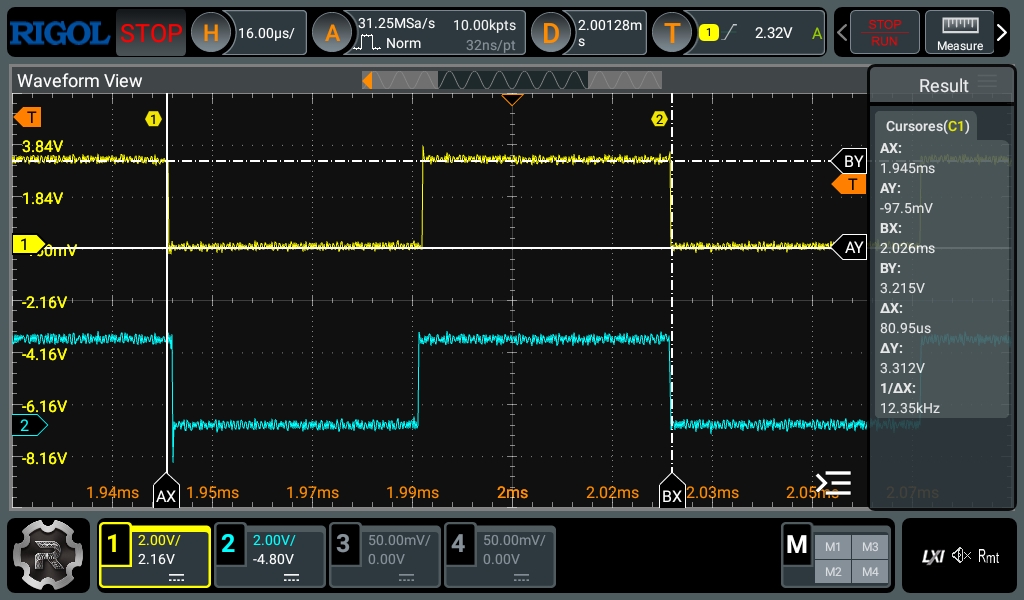 RIGOL STOP H 16.00μs/ A 31.25MSa/s 10.00kpts D 2.00128m T 1 2.32V A STOP
Norm 32ns/pt s RUN Measure
Waveform View Result
T 1 2 Cursores(C1)
3.84V BY AX:
1.945ms
T AY:
1.84V -97.5mV
BX:
1 AY 2.026ms
BY:
-2.16V 3.215V
ΔX:
80.95us
-4.16V ΔY:
3.312V
-6.16V 1/ΔX:
2 12.35kHz
-8.16V
1.94ms AX 1.95ms 1.97ms 1.99ms 2ms 2.02ms BX 2.03ms 2.05ms 2.07ms
R 1 2.00V/ 2 2.00V/ 3 50.00mV/ 4 50.00mV/ M M1 M3 LXI Rmt
2.16V -4.80V 0.00V 0.00V M2 M4